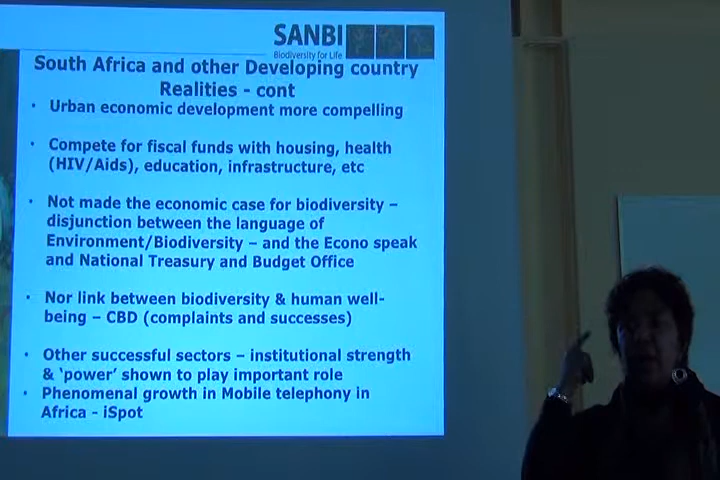 SANBI
Biodiversity for Life
South Africa and other Developing country
Realities - cont
• Urban economic development more compelling
• Compete for fiscal funds with housing, health
(HIV/Aids), education, infrastructure, etc
• Not made the economic case for biodiversity –
disjunction between the language of
Environment/Biodiversity – and the Econo speak
and National Treasury and Budget Office
• Nor link between biodiversity & human well-
being – CBD (complaints and successes)
• Other successful sectors – institutional strength
& ‘power’ shown to play important role
• Phenomenal growth in Mobile telephony in
Africa - iSpot